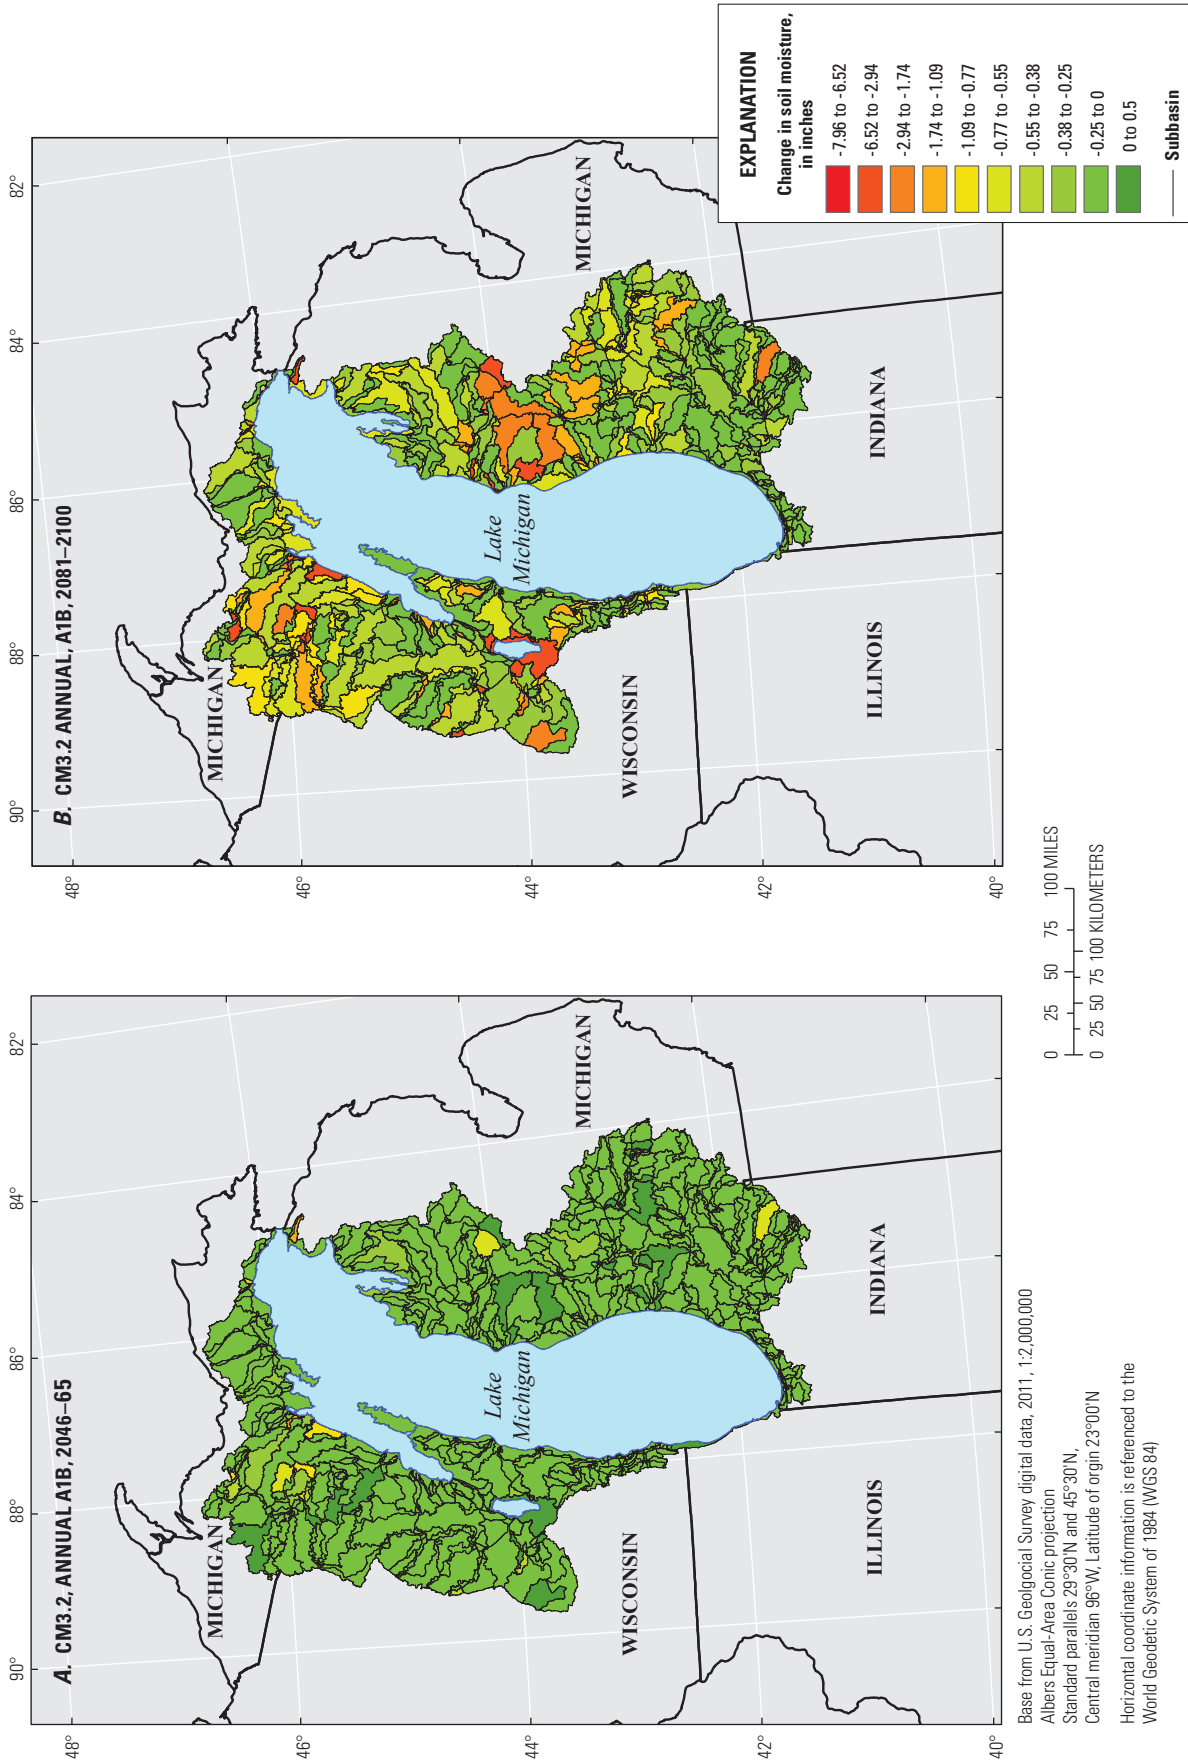 A. CM3.2, ANNUAL A1B, 2046–65
90°
88°
86°
84°
82°
48°
46°
44°
42°
40°
MICHIGAN
MICHIGAN
WISCONSIN
Lake
Michigan
ILLINOIS
INDIANA
B. CM3.2 ANNUAL, A1B, 2081–2100
90°
88°
86°
84°
82°
48°
46°
44°
42°
40°
MICHIGAN
MICHIGAN
WISCONSIN
Lake
Michigan
ILLINOIS
INDIANA
EXPLANATION
Change in soil moisture,
in inches
-7.96 to -6.52
-6.52 to -2.94
-2.94 to -1.74
-1.74 to -1.09
-1.09 to -0.77
-0.77 to -0.55
-0.55 to -0.38
-0.38 to -0.25
-0.25 to 0
0 to 0.5
Subbasin
Base from U.S. Geolgocial Survey digital data, 2011, 1:2,000,000
Albers Equal-Area Conic projection
Standard parallels 29°30'N and 45°30'N,
Central meridian 96°W, Latitude of orgin 23°00'N
Horizontal coordinate information is referenced to the
World Geodetic System of 1984 (WGS 84)
0 25 50 75 100 MILES
0 25 50 75 100 KILOMETERS